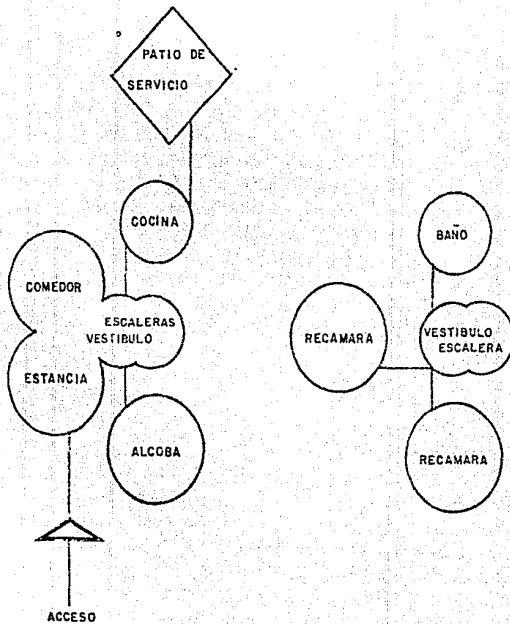 PATIO DE
SERVICIO
COCINA
COMEDOR
ESCALERAS
VESTIBULO
ESTANCIA
ALCOBA
ACCESO
BAÑO
RECAMARA
VESTIBULO
ESCALERA
RECAMARA